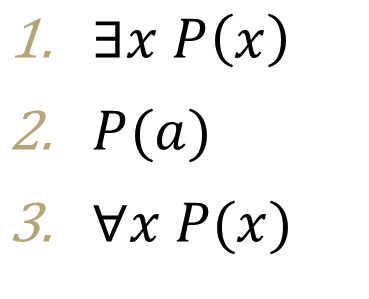 1. ∃x P(x)
2. P(a)
3. ∀x P(x)